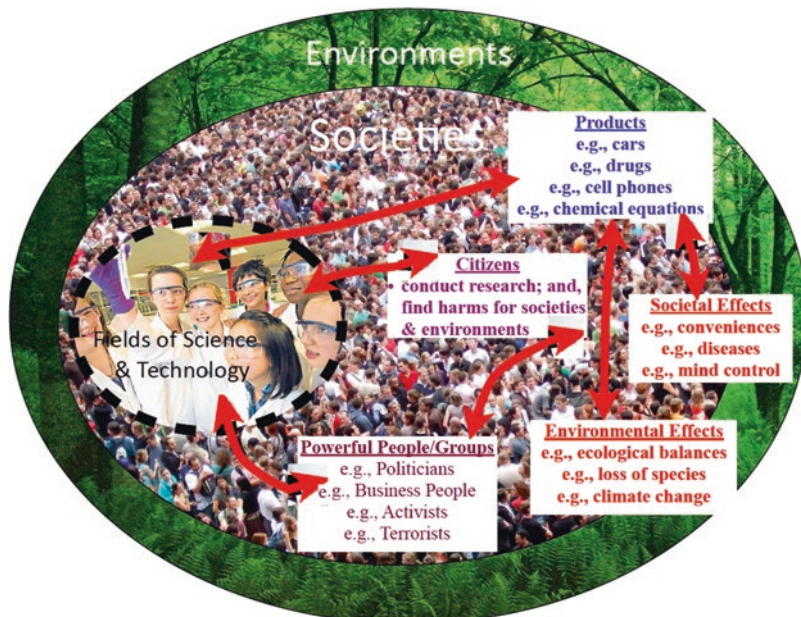 Environments
Societies
Products
e.g., cars
e.g., drugs
e.g., cell phones
e.g., chemical equations
Citizens
• conduct research; and,
find harms for societies
& environments
Fields of Science
& Technology
Societal Effects
e.g., conveniences
e.g., diseases
e.g., mind control
Powerful People/Groups
e.g., Politicians
e.g., Business People
e.g., Activists
e.g., Terrorists
Environmental Effects
e.g., ecological balances
e.g., loss of species
e.g., climate change